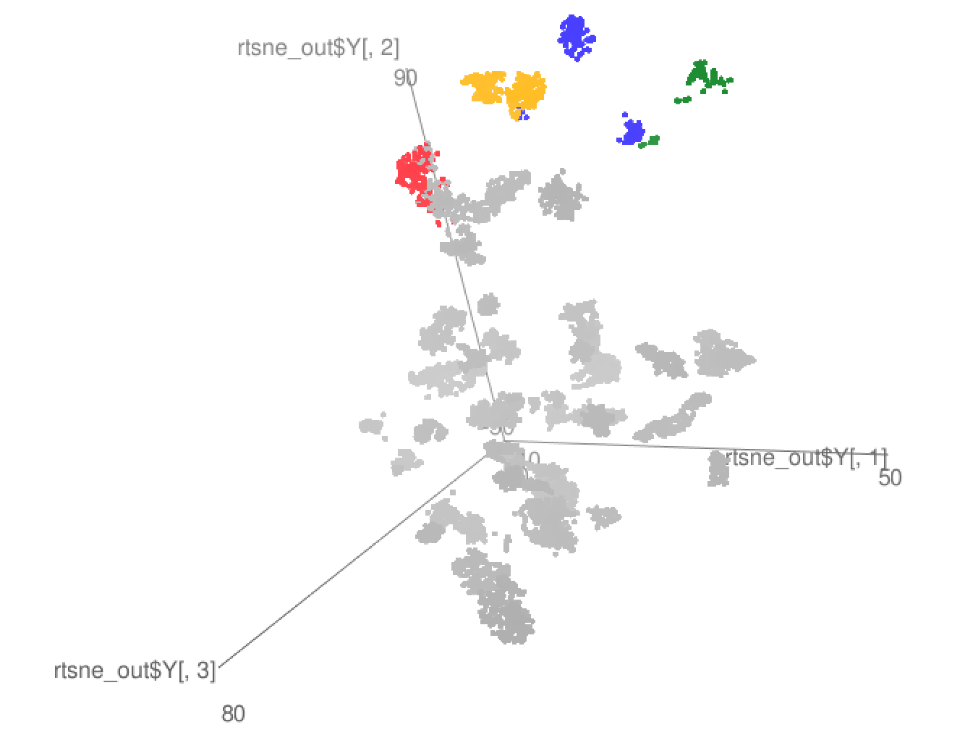 rtsne_out$Y[, 2]
90
rtsne_out$Y[, 1]
50
rtsne_out$Y[, 3]
80